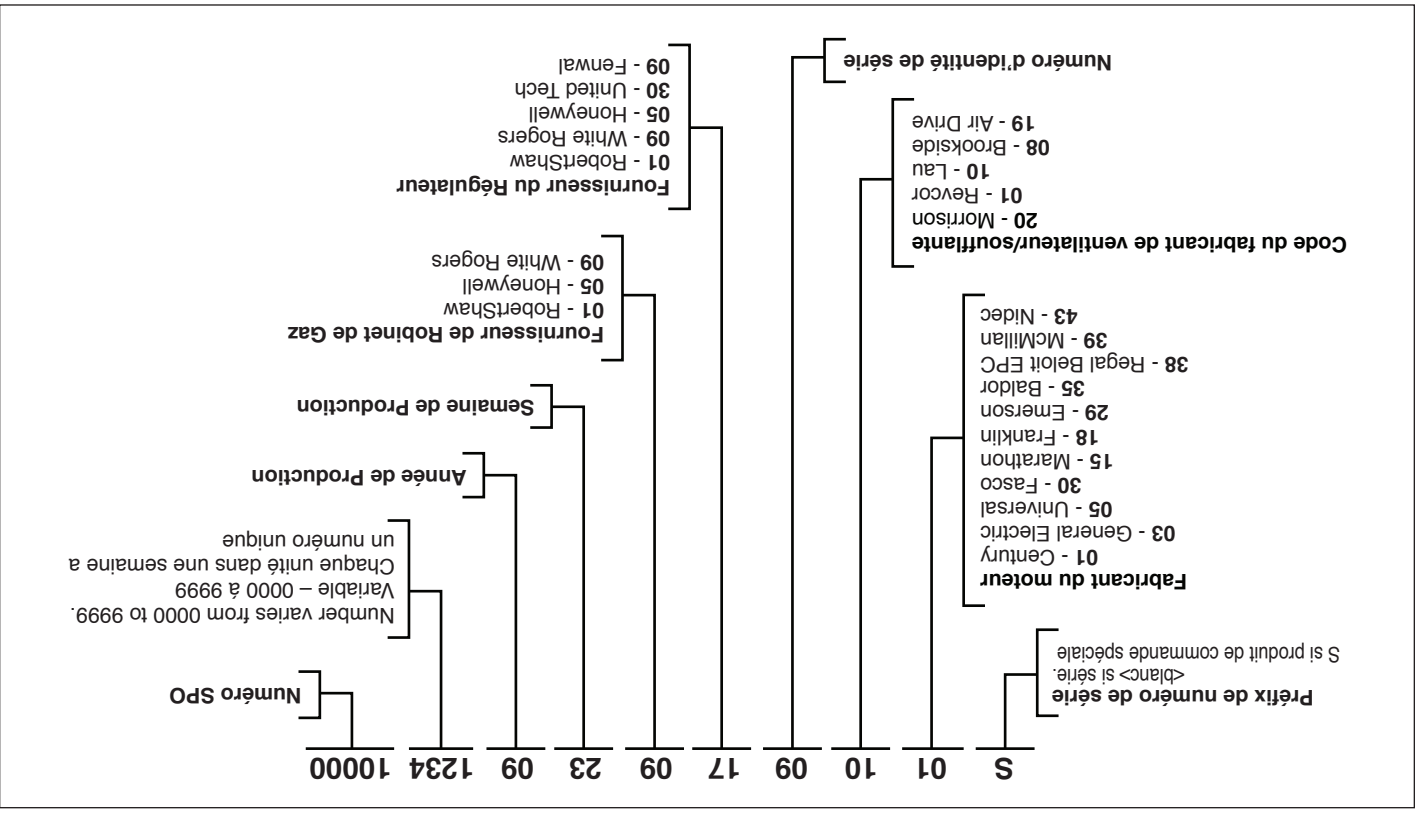 S 01 10 09 17 09 23 09 1234 10000
Préfix de numéro de série
<blanc> si série.
S si produit de commande spéciale
Fabricant du moteur
01 - Century
03 - General Electric
05 - Universal
30 - Fasco
15 - Marathon
18 - Franklin
29 - Emerson
35 - Baldor
38 - Regal Beloit EPC
39 - McMillan
43 - Nidec
Code du fabricant de ventilateur/soufflante
20 - Morrison
01 - Revcor
10 - Lau
08 - Brookside
19 - Air Drive
Numéro d'identité de série
Numéro SPO
Number varies from 0000 to 9999.
Variable – 0000 á 9999
Chaque unité dans une semaine a
un numéro unique
Année de Production
Semaine de Production
Fournisseur de Robinet de Gaz
01 - RobertShaw
05 - Honeywell
09 - White Rogers
Fournisseur du Régulateur
01 - RobertShaw
09 - White Rogers
05 - Honeywell
30 - United Tech
09 - Fenwal